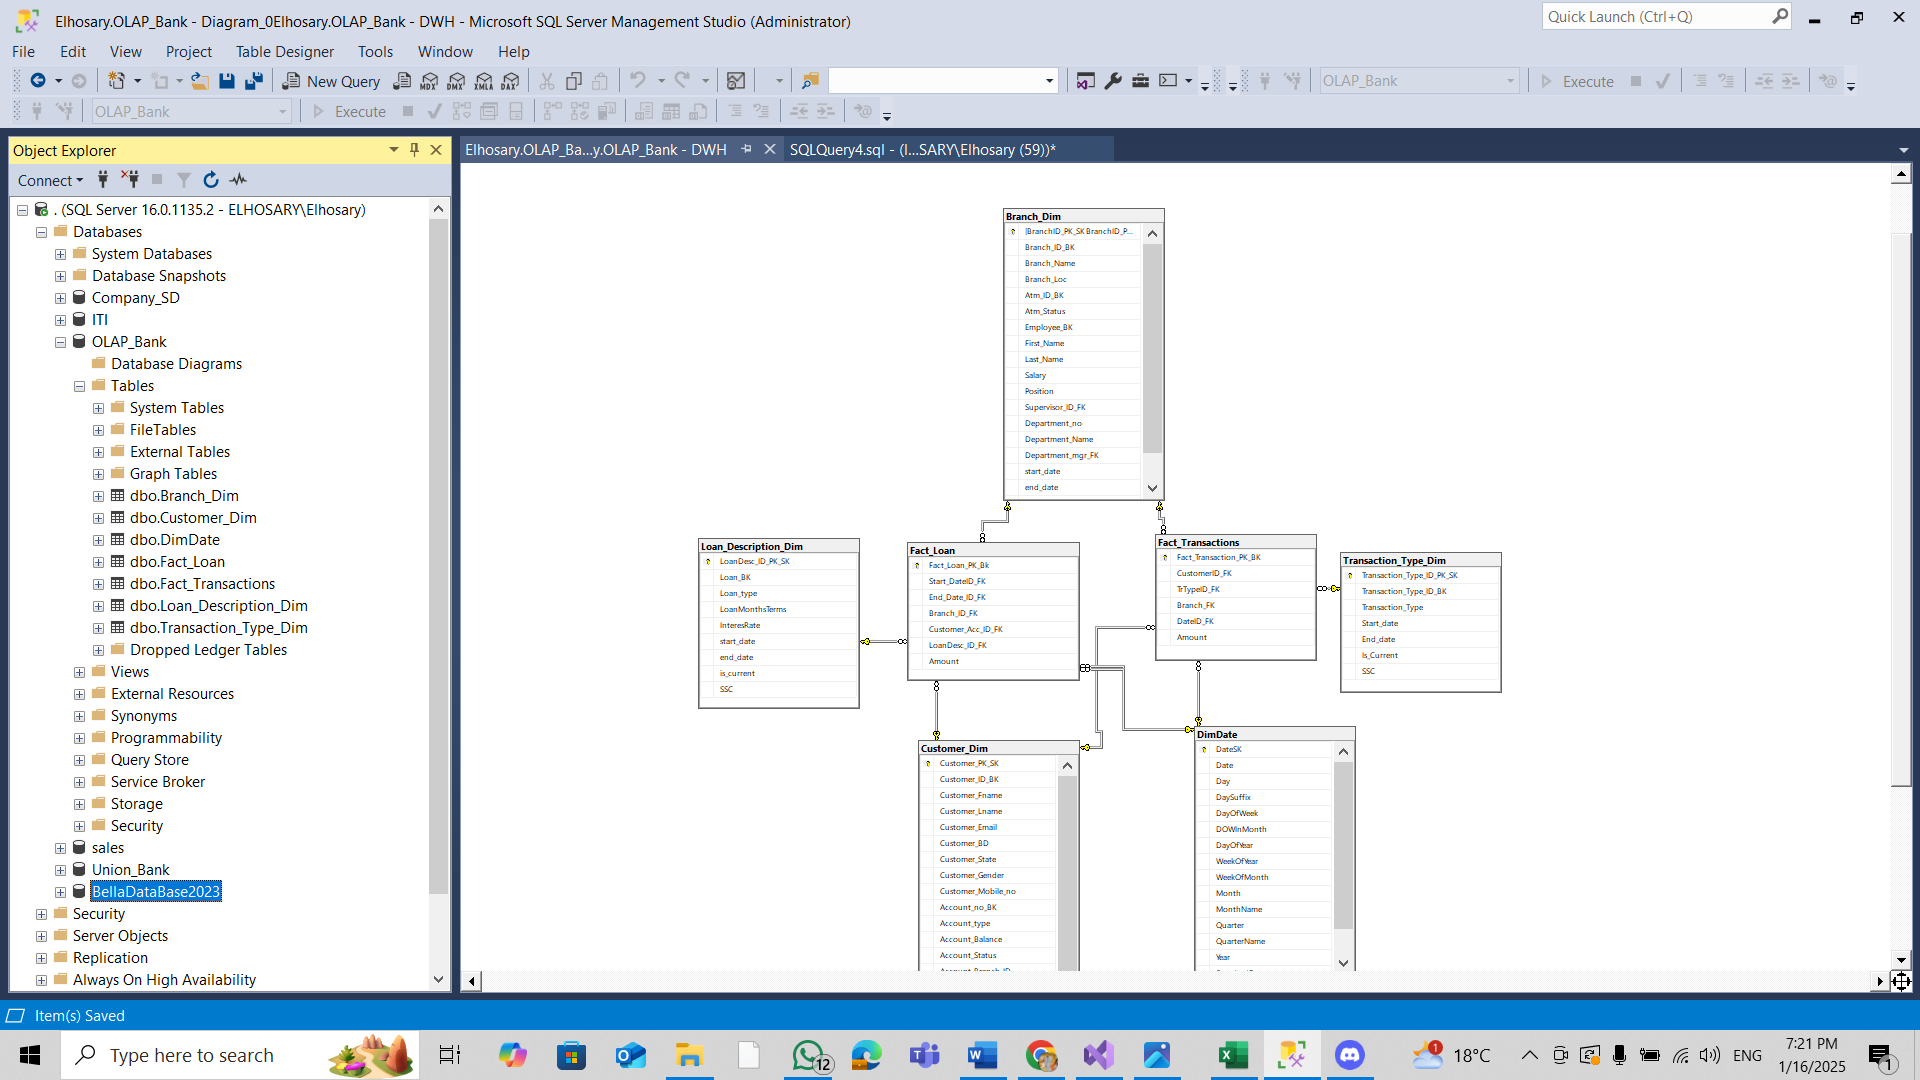 Elhosary.OLAP_Bank - Diagram_0Elhosary.OLAP_Bank - DWH - Microsoft SQL Server Management Studio (Administrator)
Quick Launch (Ctrl+Q)
File Edit View Project Table Designer Tools Window Help
New Query MDX DMX XMLA DAX OLAP_Bank Execute
OLAP_Bank Execute
Object Explorer
Connect
. (SQL Server 16.0.1135.2 - ELHOSARY\Elhosary)
Databases
System Databases
Database Snapshots
Company_SD
ITI
OLAP_Bank
Database Diagrams
Tables
System Tables
FileTables
External Tables
Graph Tables
dbo.Branch_Dim
dbo.Customer_Dim
dbo.DimDate
dbo.Fact_Loan
dbo.Fact_Transactions
dbo.Loan_Description_Dim
dbo.Transaction_Type_Dim
Dropped Ledger Tables
Views
External Resources
Synonyms
Programmability
Query Store
Service Broker
Storage
Security
sales
Union_Bank
BellaDataBase2023
Security
Server Objects
Replication
Always On High Availability
Elhosary.OLAP_Ba...y.OLAP_Bank - DWH
SQLQuery4.sql - (l...SARY\Elhosary (59))*
Branch_Dim
[BranchID_PK_SK BranchID_P...
Branch_ID_BK
Branch_Name
Branch_Loc
Atm_ID_BK
Atm_Status
Employee_BK
First_Name
Last_Name
Salary
Position
Supervisor_ID_FK
Department_no
Department_Name
Department_mgr_FK
start_date
end_date
Loan_Description_Dim
LoanDesc_ID_PK_SK
Loan_BK
Loan_type
LoanMonthsTerms
InteresRate
start_date
end_date
is_current
SSC
Fact_Loan
Fact_Loan_PK_Bk
Start_DateID_FK
End_Date_ID_FK
Branch_ID_FK
Customer_Acc_ID_FK
LoanDesc_ID_FK
Amount
Fact_Transactions
Fact_Transaction_PK_BK
CustomerID_FK
TrTypeID_FK
Branch_FK
DateID_FK
Amount
Transaction_Type_Dim
Transaction_Type_ID_PK_SK
Transaction_Type_ID_BK
Transaction_Type
Start_date
End_date
Is_Current
SSC
Customer_Dim
Customer_PK_SK
Customer_ID_BK
Customer_Fname
Customer_Lname
Customer_Email
Customer_BD
Customer_State
Customer_Gender
Customer_Mobile_no
Account_no_BK
Account_type
Account_Balance
Account_Status
DimDate
DateSK
Date
Day
DaySuffix
DayOfWeek
DOWInMonth
DayOfYear
WeekOfYear
WeekOfMonth
Month
MonthName
Quarter
QuarterName
Year
Item(s) Saved
Type here to search
12
1
18°C
ENG
7:21 PM
1/16/2025
1